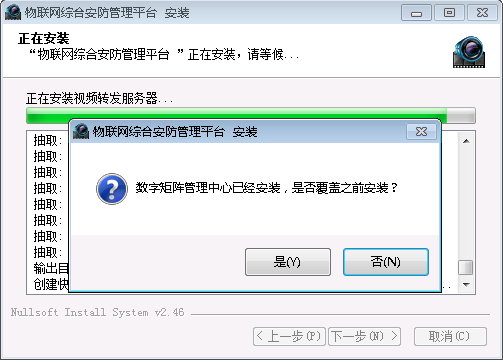 物联网综合安防管理平台 安装
正在安装
“物联网综合安防管理平台 ”正在安装，请等候...
正在安装视频转发服务器...
抽取:
抽取:
抽取:
抽取:
抽取:
抽取:
抽取:
抽取:
输出目
创建快
物联网综合安防管理平台 安装
数字矩阵管理中心已经安装，是否覆盖之前安装？
是(Y)
否(N)
Nullsoft Install System v2.46
< 上一步(P)
下一步(N) >
取消(C)